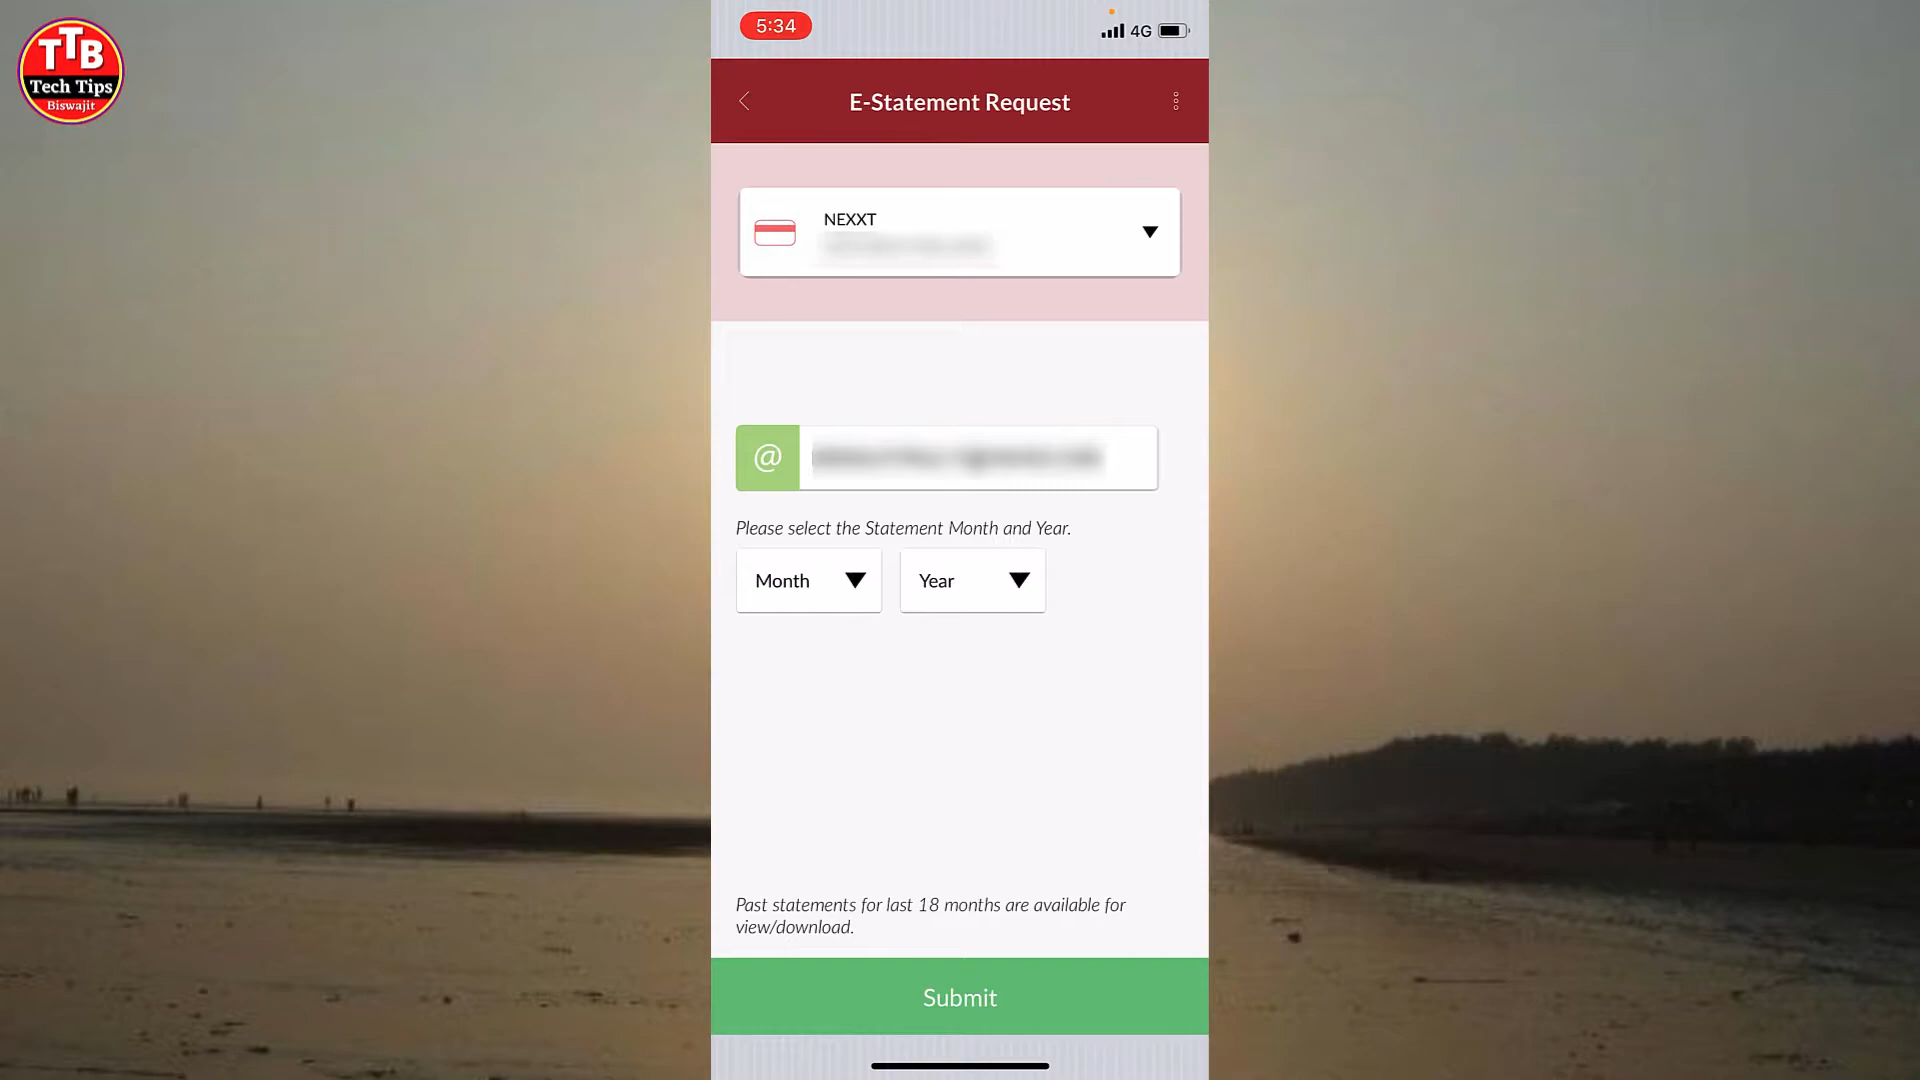 TTB
Tech Tips
Biswajit
5:34
4G
E-Statement Request
NEXXT
@
Please select the Statement Month and Year.
Month
Year
Past statements for last 18 months are available for
view/download.
Submit